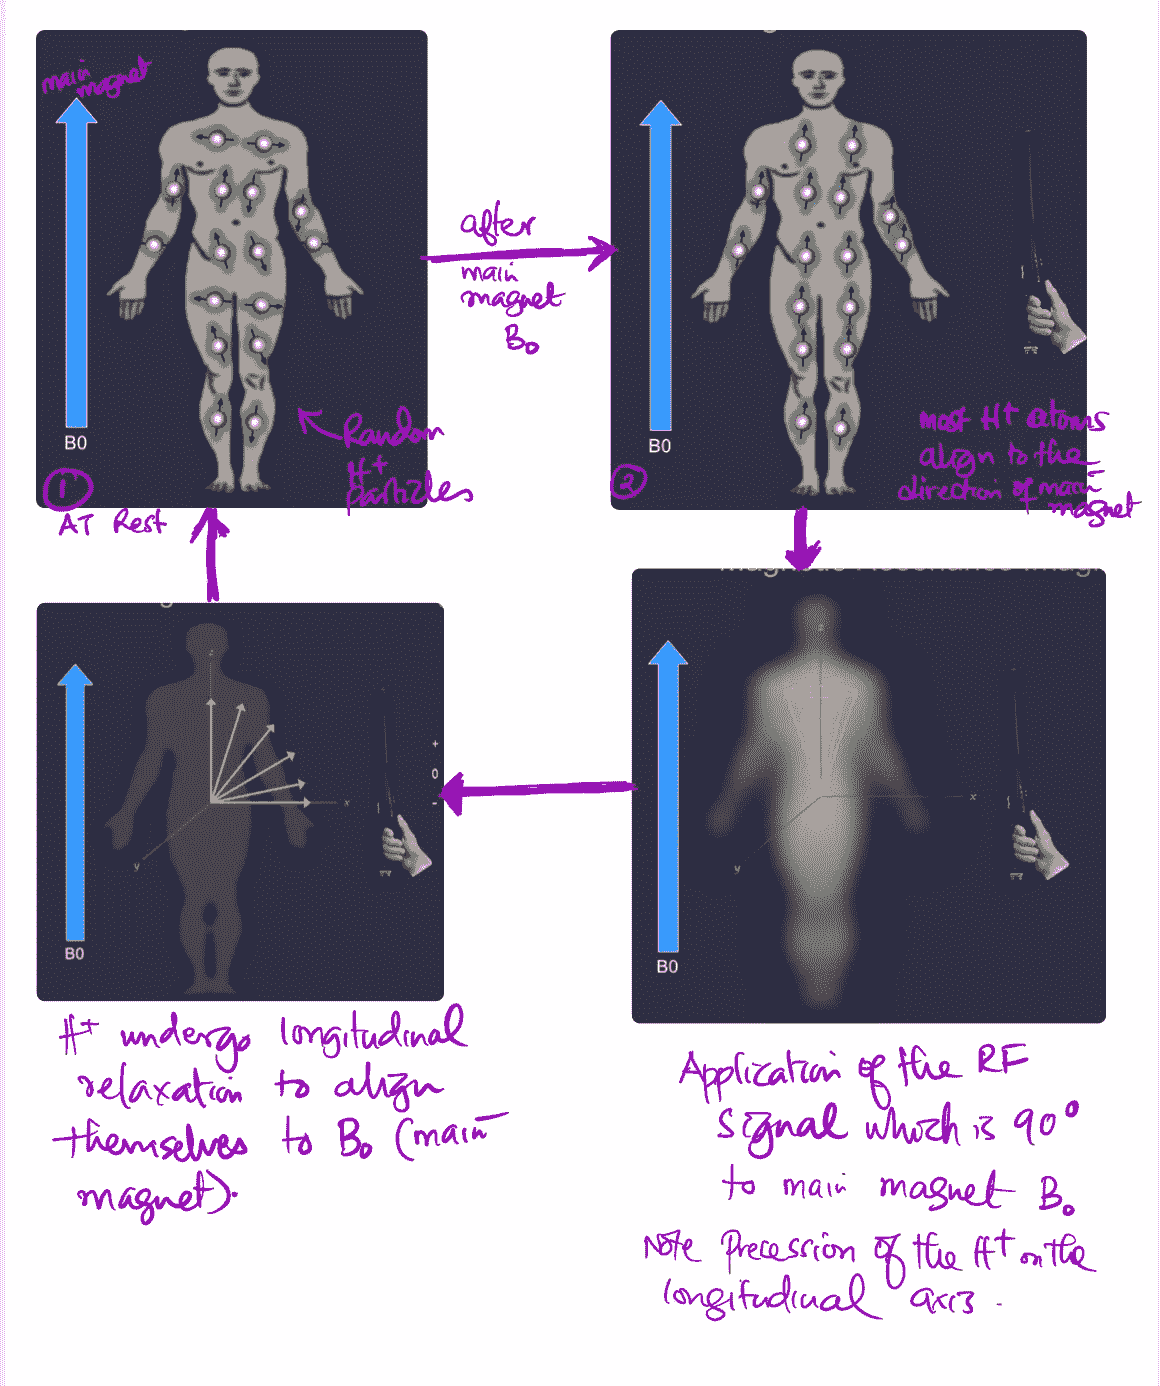 main
magnet
B0
1
AT Rest
Random
H+
particles
after
main
magnet
B₀
B0
2
most H+ atoms
align to the
direction of main
magnet
z
x
y
B0
Application of the RF
signal which is 90°
to main magnet B₀
Note Precession of the H+ on the
longitudinal axis.
z
x
y
+
0
-
B0
H+ undergo longitudinal
relaxation to align
themselves to B₀ (main
magnet).